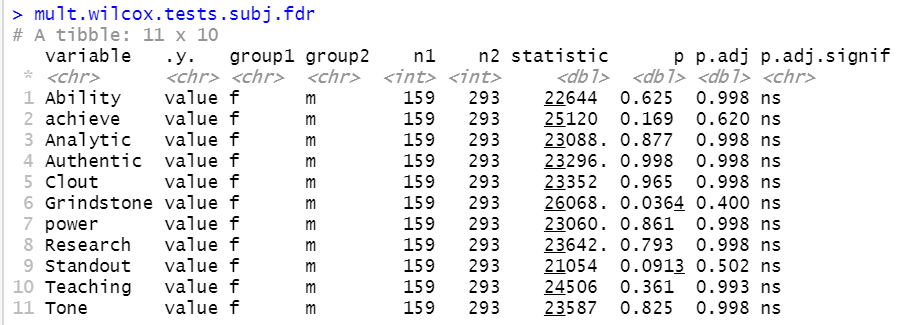 > mult.wilcox.tests.subj.fdr
# A tibble: 11 x 10
variable .y. group1 group2 n1 n2 statistic p p.adj p.adj.signif
* <chr> <chr> <chr> <chr> <int> <int> <dbl> <dbl> <dbl> <chr>
1 Ability value f m 159 293 22644 0.625 0.998 ns
2 achieve value f m 159 293 25120 0.169 0.620 ns
3 Analytic value f m 159 293 23088. 0.877 0.998 ns
4 Authentic value f m 159 293 23296. 0.998 0.998 ns
5 Clout value f m 159 293 23352 0.965 0.998 ns
6 Grindstone value f m 159 293 26068. 0.0364 0.400 ns
7 power value f m 159 293 23060. 0.861 0.998 ns
8 Research value f m 159 293 23642. 0.793 0.998 ns
9 Standout value f m 159 293 21054 0.0913 0.502 ns
10 Teaching value f m 159 293 24506 0.361 0.993 ns
11 Tone value f m 159 293 23587 0.825 0.998 ns